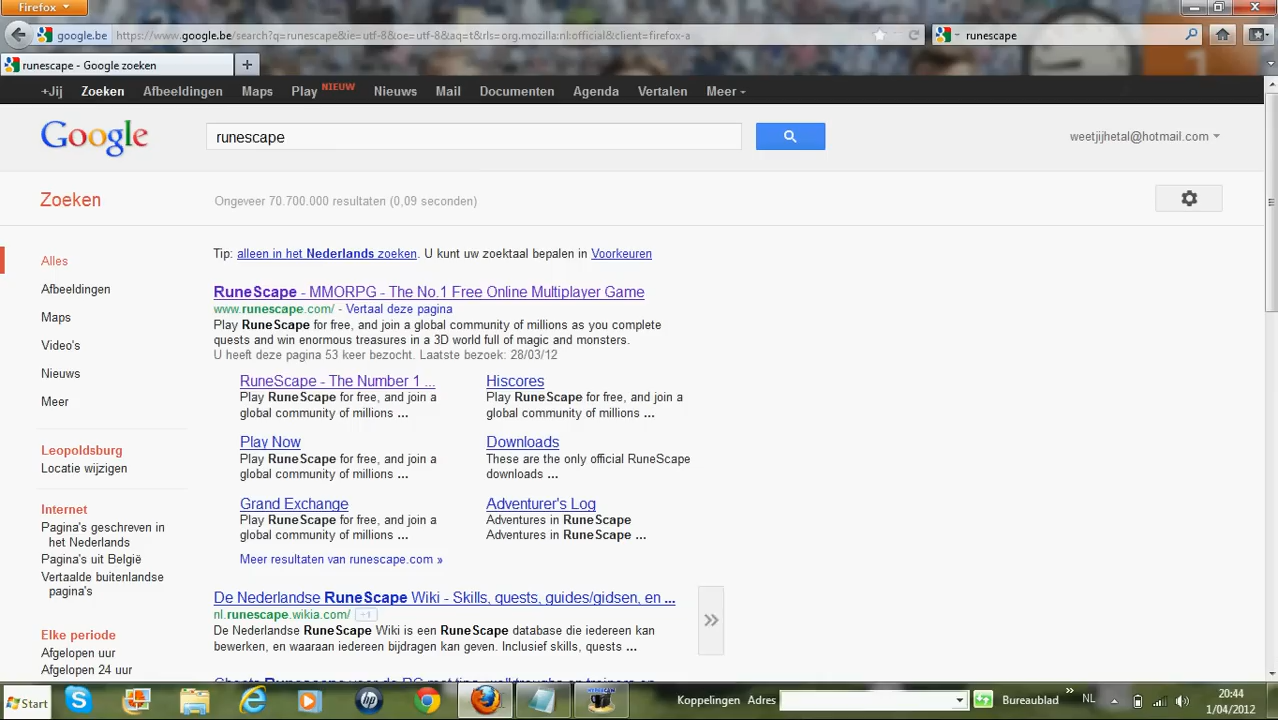 Firefox
google.be https://www.google.be/search?q=runescape&ie=utf-8&oe=utf-8&aq=t&rls=org.mozilla:nl:official&client=firefox-a
runescape
runescape - Google zoeken
+Jij Zoeken Afbeeldingen Maps Play NIEUW Nieuws Mail Documenten Agenda Vertalen Meer
Google runescape weetjijhetal@hotmail.com
Zoeken Ongeveer 70.700.000 resultaten (0,09 seconden)
Tip: alleen in het Nederlands zoeken. U kunt uw zoektaal bepalen in Voorkeuren
Alles
Afbeeldingen
Maps
Video's
Nieuws
Meer
Leopoldsburg
Locatie wijzigen
Internet
Pagina's geschreven in
het Nederlands
Pagina's uit België
Vertaalde buitenlandse
pagina's
Elke periode
Afgelopen uur
Afgelopen 24 uur
RuneScape - MMORPG - The No.1 Free Online Multiplayer Game
www.runescape.com/ - Vertaal deze pagina
Play RuneScape for free, and join a global community of millions as you complete
quests and win enormous treasures in a 3D world full of magic and monsters.
U heeft deze pagina 53 keer bezocht. Laatste bezoek: 28/03/12
RuneScape - The Number 1 ...
Play RuneScape for free, and join a
global community of millions ...
Hiscores
Play RuneScape for free, and join a
global community of millions ...
Play Now
Play RuneScape for free, and join a
global community of millions ...
Downloads
These are the only official RuneScape
downloads ...
Grand Exchange
Play RuneScape for free, and join a
global community of millions ...
Adventurer's Log
Adventures in RuneScape
Adventures in RuneScape ...
Meer resultaten van runescape.com »
De Nederlandse RuneScape Wiki - Skills, quests, guides/gidsen, en ...
nl.runescape.wikia.com/ +1
De Nederlandse RuneScape Wiki is een RuneScape database die iedereen kan
bewerken, en waaraan iedereen bijdragen kan geven. Inclusief skills, quests ...
Start Koppelingen Adres Bureaublad NL 20:44
1/04/2012